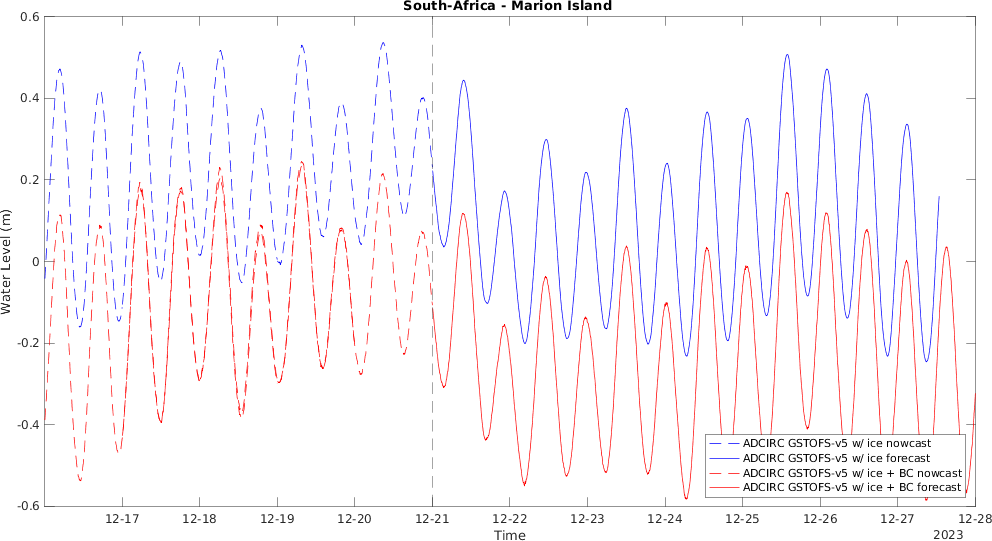 South-Africa - Marion Island
Water Level (m)
0.6
0.4
0.2
0
-0.2
-0.4
-0.6
12-17 12-18 12-19 12-20 12-21 12-22 12-23 12-24 12-25 12-26 12-27 12-28
Time
2023
ADCIRC GSTOFS-v5 w/ ice nowcast
ADCIRC GSTOFS-v5 w/ ice forecast
ADCIRC GSTOFS-v5 w/ ice + BC nowcast
ADCIRC GSTOFS-v5 w/ ice + BC forecast